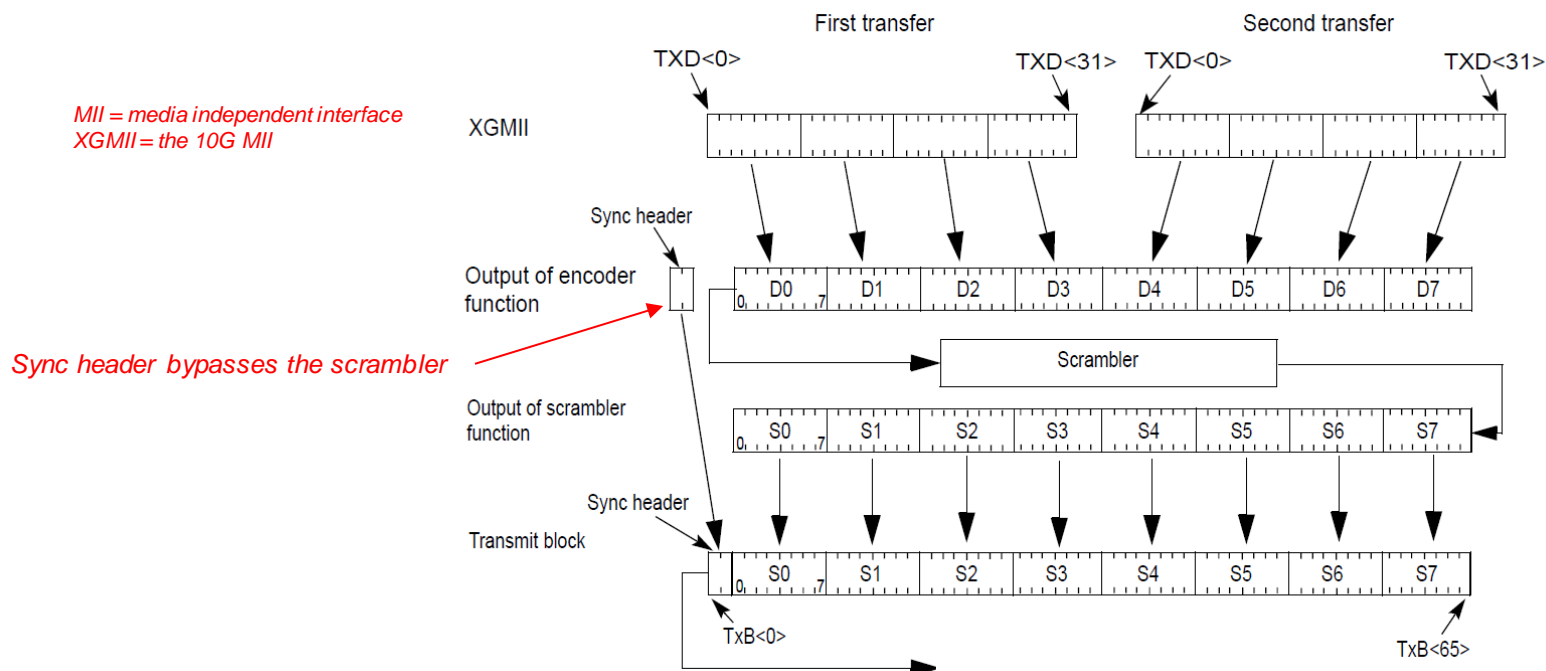 First transfer
Second transfer
TXD<0>
TXD<31>
TXD<0>
TXD<31>
MII = media independent interface
XGMII = the 10G MII
XGMII
Sync header
Output of encoder
function
0 D0 7 D1 D2 D3 D4 D5 D6 D7
Sync header bypasses the scrambler
Scrambler
Output of scrambler
function
0 S0 7 S1 S2 S3 S4 S5 S6 S7
Sync header
Transmit block
0 S0 7 S1 S2 S3 S4 S5 S6 S7
TxB<0>
TxB<65>